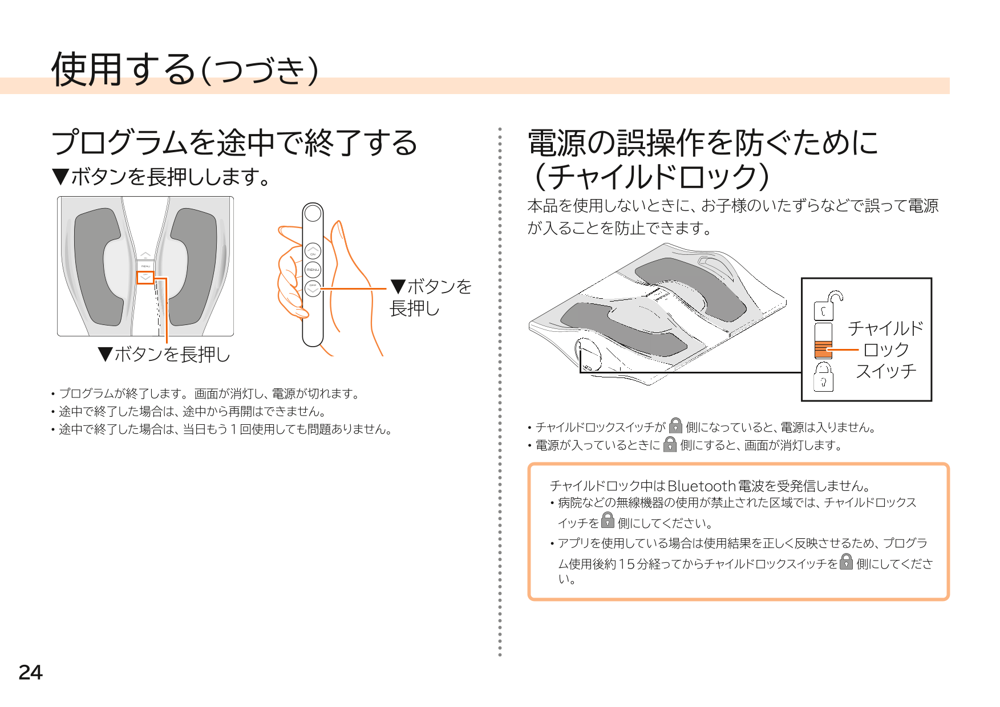 使用する(つづき)
プログラムを途中で終了する
▼ボタンを長押しします。
ON
MENU
OFF
ON
MENU
OFF
▼ボタンを
長押し
▼ボタンを長押し
・プログラムが終了します。画面が消灯し、電源が切れます。
・途中で終了した場合は、途中から再開はできません。
・途中で終了した場合は、当日もう1回使用しても問題ありません。
電源の誤操作を防ぐために
(チャイルドロック)
本品を使用しないときに、お子様のいたずらなどで誤って電源
が入ることを防止できます。
チャイルド
ロック
スイッチ
・チャイルドロックスイッチが 側になっていると、電源は入りません。
・電源が入っているときに 側にすると、画面が消灯します。
チャイルドロック中はBluetooth電波を受発信しません。
・病院などの無線機器の使用が禁止された区域では、チャイルドロックス
イッチを 側にしてください。
・アプリを使用している場合は使用結果を正しく反映させるため、プログラ
ム使用後約15分経ってからチャイルドロックスイッチを 側にしてくださ
い。
24